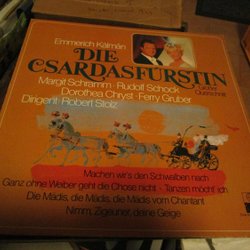 Emmerich Kálmán
DIE
CSARDASFÜRSTIN
Großer
Querschnitt
Margit Schramm · Rudolf Schock
Dorothea Chryst · Ferry Gruber
Dirigent: Robert Stolz
Machen wir's den Schwalben nach
Ganz ohne Weiber geht die Chose nicht · Tanzen möcht' ich
Die Mädis, die Mädis, die Mädis vom Chantant
Nimm, Zigeuner, deine Geige